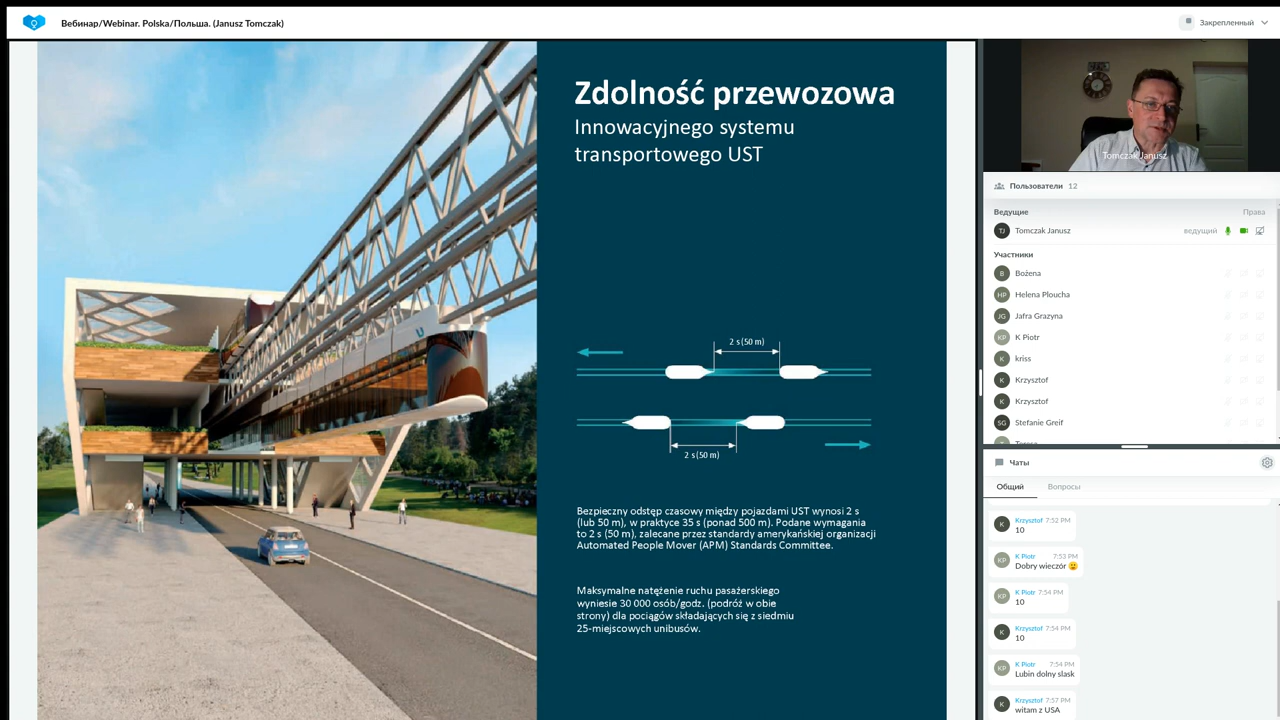 Вебинар/Webinar. Polska/Польша. (Janusz Tomczak)
Закрепленный
Zdolność przewozowa
Innowacyjnego systemu
transportowego UST
2 s (50 m)
2 s (50 m)
Bezpieczny odstęp czasowy między pojazdami UST wynosi 2 s
(lub 50 m), w praktyce 35 s (ponad 500 m). Podane wymagania
to 2 s (50 m), zalecane przez standardy amerykańskiej organizacji
Automated People Mover (APM) Standards Committee.
Maksymalne natężenie ruchu pasażerskiego
wyniesie 30 000 osób/godz. (podróż w obie
strony) dla pociągów składających się z siedmiu
25-miejscowych unibusów.
Tomczak Janusz
Пользователи 12
Ведущие Права
TJ Tomczak Janusz ведущий
Участники
B Bożena
HP Helena Ploucha
JG Jafra Grazyna
KP K Piotr
K kriss
K Krzysztof
K Krzysztof
SG Stefanie Greif
Чаты
Общий Вопросы
K Krzysztof 7:52 PM
10
KP K Piotr 7:53 PM
Dobry wieczór 🙂
KP K Piotr 7:54 PM
10
K Krzysztof 7:54 PM
10
KP K Piotr 7:54 PM
Lubin dolny slask
K Krzysztof 7:57 PM
witam z USA